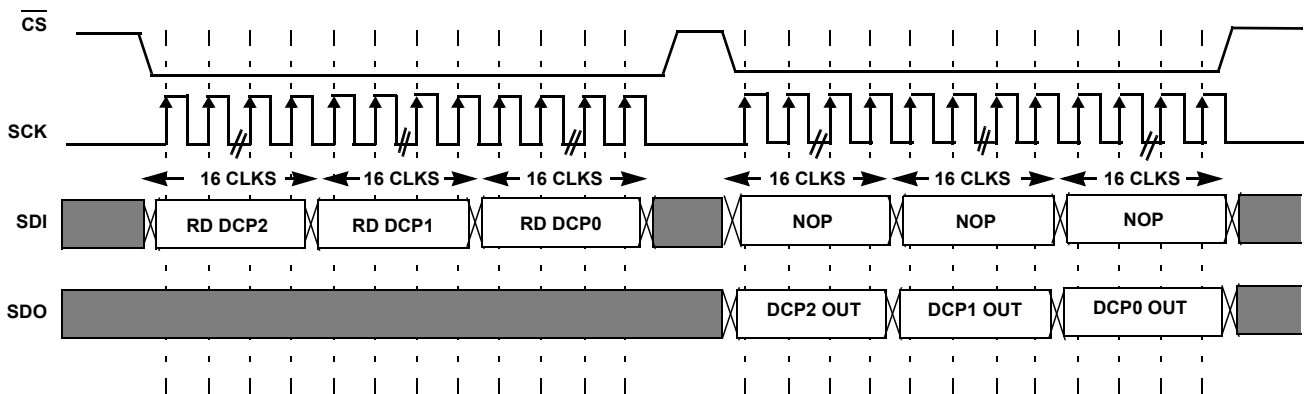 CS
SCK
16 CLKS 16 CLKS 16 CLKS 16 CLKS 16 CLKS 16 CLKS
SDI RD DCP2 RD DCP1 RD DCP0 NOP NOP NOP
SDO DCP2 OUT DCP1 OUT DCP0 OUT